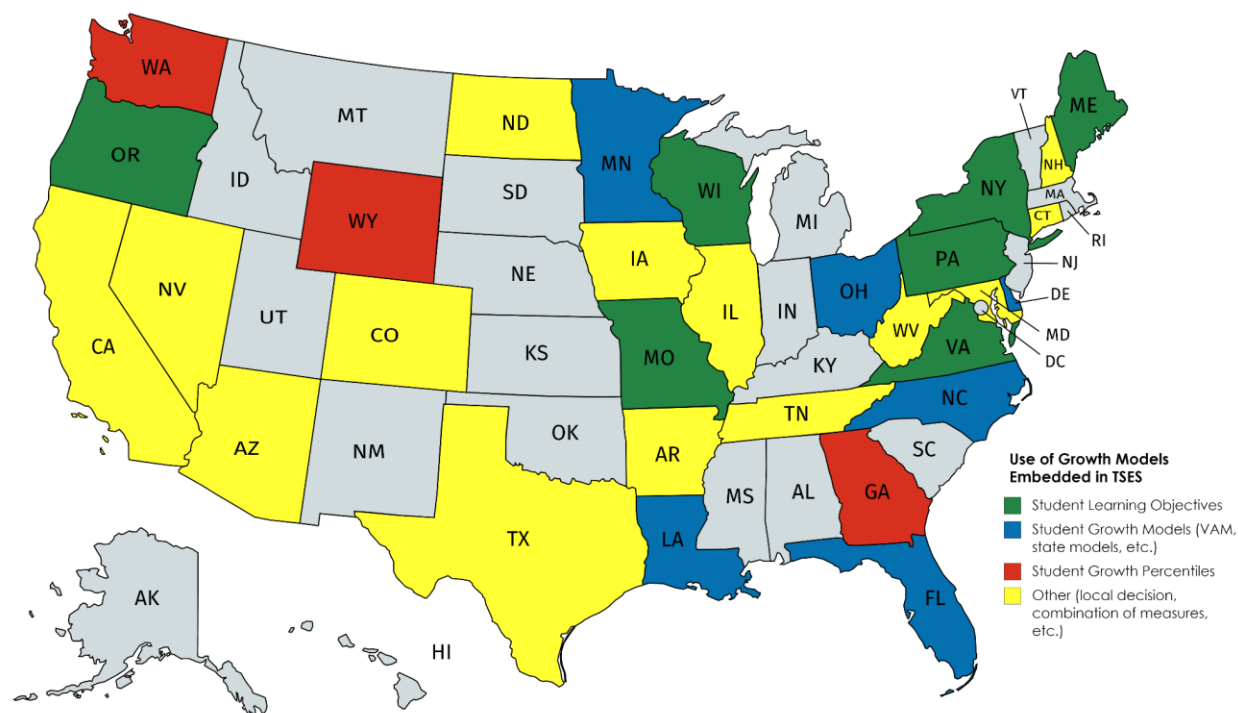 WA
MT
ND
MN
VT
ME
OR
ID
SD
WI
NY
NH
MA
CT
RI
WY
MI
IA
NE
PA
NJ
NV
OH
DE
IL
IN
UT
CO
WV
MD
CA
KS
MO
VA
DC
KY
NC
TN
AZ
NM
OK
AR
SC
MS
AL
GA
TX
LA
FL
AK
HI
Use of Growth Models
Embedded in TSES
Student Learning Objectives
Student Growth Models (VAM,
state models, etc.)
Student Growth Percentiles
Other (local decision,
combination of measures,
etc.)